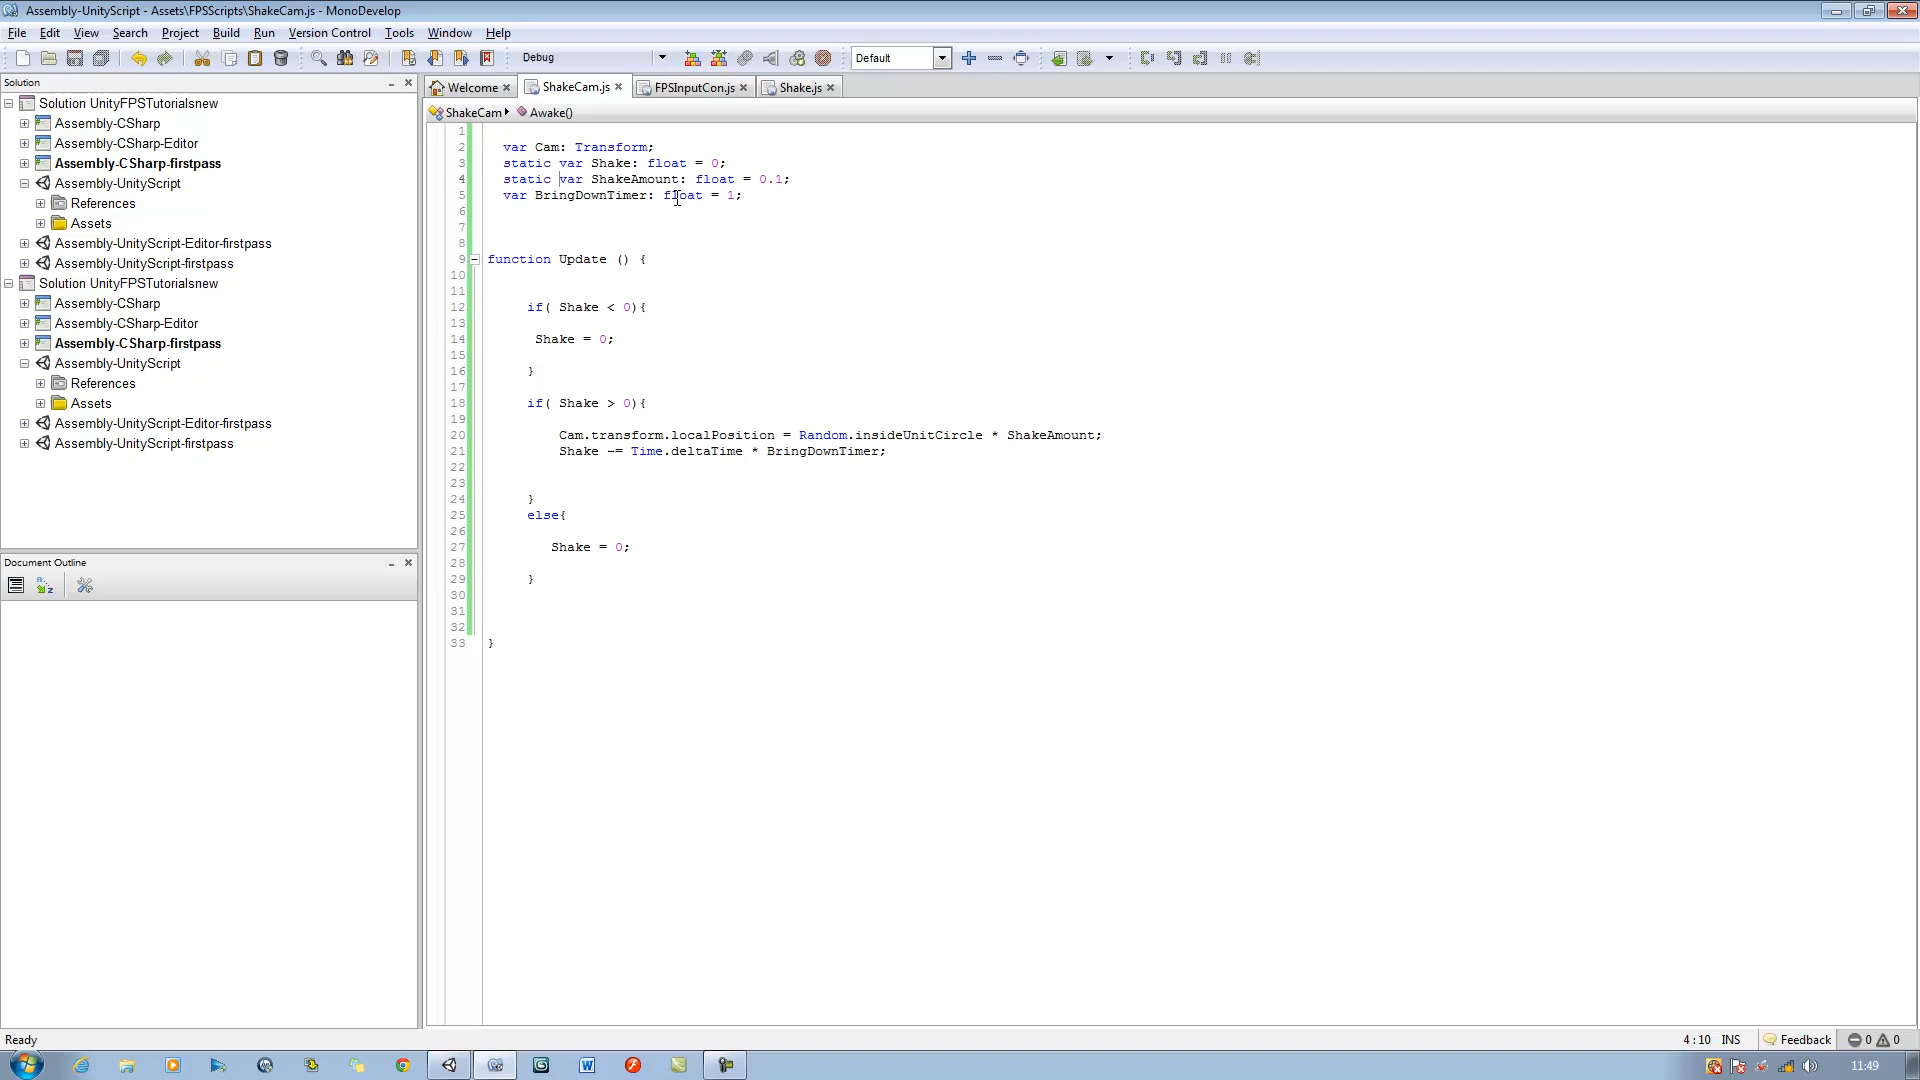 Assembly-UnityScript - Assets\FPSScripts\ShakeCam.js - MonoDevelop
File Edit View Search Project Build Run Version Control Tools Window Help
Debug Default
Solution
Solution UnityFPSTutorialsnew
Assembly-CSharp
Assembly-CSharp-Editor
Assembly-CSharp-firstpass
Assembly-UnityScript
References
Assets
Assembly-UnityScript-Editor-firstpass
Assembly-UnityScript-firstpass
Solution UnityFPSTutorialsnew
Assembly-CSharp
Assembly-CSharp-Editor
Assembly-CSharp-firstpass
Assembly-UnityScript
References
Assets
Assembly-UnityScript-Editor-firstpass
Assembly-UnityScript-firstpass
Document Outline
Welcome ShakeCam.js FPSInputCon.js Shake.js
ShakeCam Awake()
1
2 var Cam: Transform;
3 static var Shake: float = 0;
4 static var ShakeAmount: float = 0.1;
5 var BringDownTimer: float = 1;
6
7
8
9 function Update () {
10
11
12 if( Shake < 0){
13
14 Shake = 0;
15
16 }
17
18 if( Shake > 0){
19
20 Cam.transform.localPosition = Random.insideUnitCircle * ShakeAmount;
21 Shake -= Time.deltaTime * BringDownTimer;
22
23
24 }
25 else{
26
27 Shake = 0;
28
29 }
30
31
32
33 }
Ready 4 : 10 INS Feedback 0 0
11:49